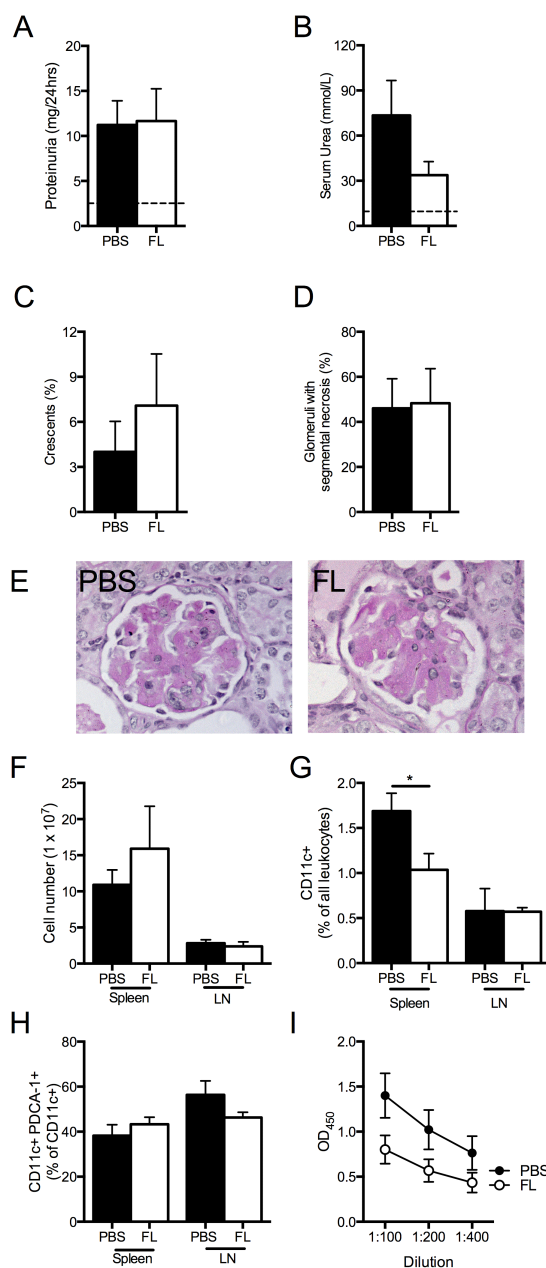 A
Proteinuria (mg/24hrs)
20
15
10
5
0
PBS FL
B
Serum Urea (mmol/L)
120
90
60
30
0
PBS FL
C
Crescents (%)
12
9
6
3
0
PBS FL
D
Glomeruli with
segmental necrosis (%)
80
60
40
20
0
PBS FL
E
PBS
FL
F
Cell number (1 x 10⁷)
25
20
15
10
5
0
PBS FL PBS FL
Spleen LN
G
CD11c+
(% of all leukocytes)
2.0
1.5
1.0
0.5
0.0
*
PBS FL PBS FL
Spleen LN
H
CD11c+ PDCA-1+
(% of CD11c+)
80
60
40
20
0
PBS FL PBS FL
Spleen LN
I
OD₄₅₀
2.0
1.5
1.0
0.5
0.0
1:100 1:200 1:400
Dilution
PBS
FL